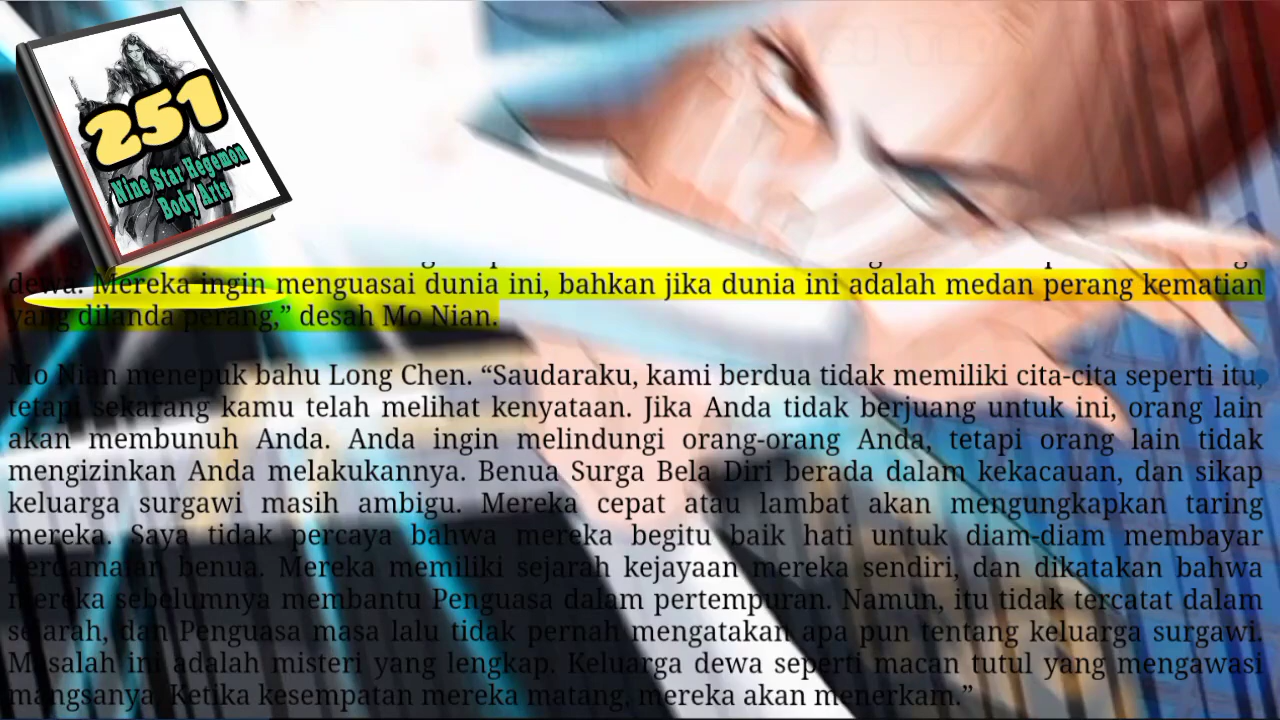 251
Nine Star Hegemon
Body Arts
dewa. Mereka ingin menguasai dunia ini, bahkan jika dunia ini adalah medan perang kematian
yang dilanda perang,” desah Mo Nian.
Mo Nian menepuk bahu Long Chen. “Saudaraku, kami berdua tidak memiliki cita-cita seperti itu,
tetapi sekarang kamu telah melihat kenyataan. Jika Anda tidak berjuang untuk ini, orang lain
akan membunuh Anda. Anda ingin melindungi orang-orang Anda, tetapi orang lain tidak
mengizinkan Anda melakukannya. Benua Surga Bela Diri berada dalam kekacauan, dan sikap
keluarga surgawi masih ambigu. Mereka cepat atau lambat akan mengungkapkan taring
mereka. Saya tidak percaya bahwa mereka begitu baik hati untuk diam-diam membayar
perdamaian benua. Mereka memiliki sejarah kejayaan mereka sendiri, dan dikatakan bahwa
mereka sebelumnya membantu Penguasa dalam pertempuran. Namun, itu tidak tercatat dalam
sejarah, dan Penguasa masa lalu tidak pernah mengatakan apa pun tentang keluarga surgawi.
Masalah ini adalah misteri yang lengkap. Keluarga dewa seperti macan tutul yang mengawasi
mangsanya. Ketika kesempatan mereka matang, mereka akan menerkam.”